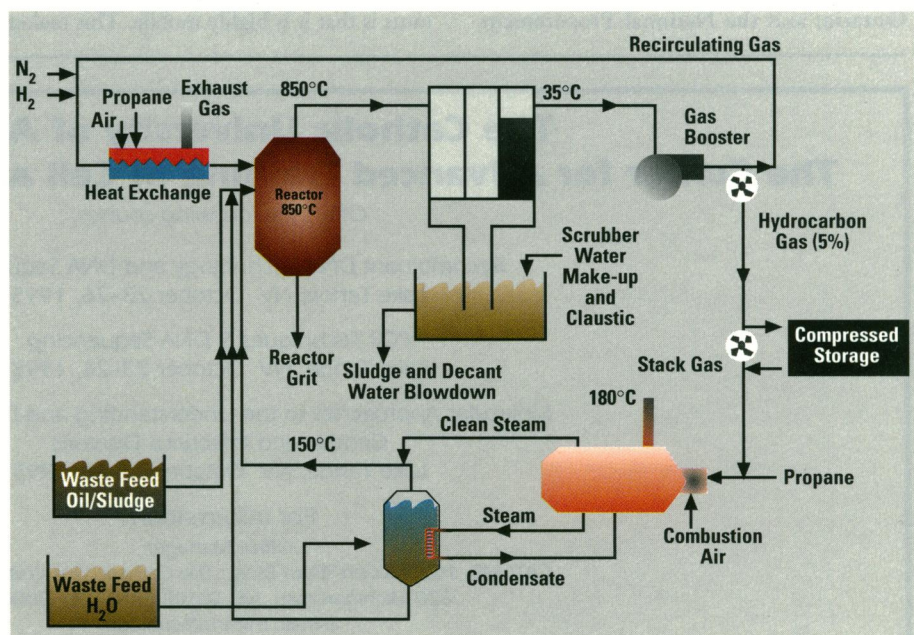 Recirculating Gas
N2
H2
Propane
Air
Exhaust
Gas
850°C
35°C
Gas
Booster
Heat Exchange
Reactor
850°C
Hydrocarbon
Gas (5%)
Scrubber
Water
Make-up
and
Claustic
Reactor
Grit
Sludge and Decant
Water Blowdown
Stack Gas
Compressed
Storage
180°C
Clean Steam
150°C
Waste Feed
Oil/Sludge
Propane
Steam
Combustion
Air
Condensate
Waste Feed
H2O